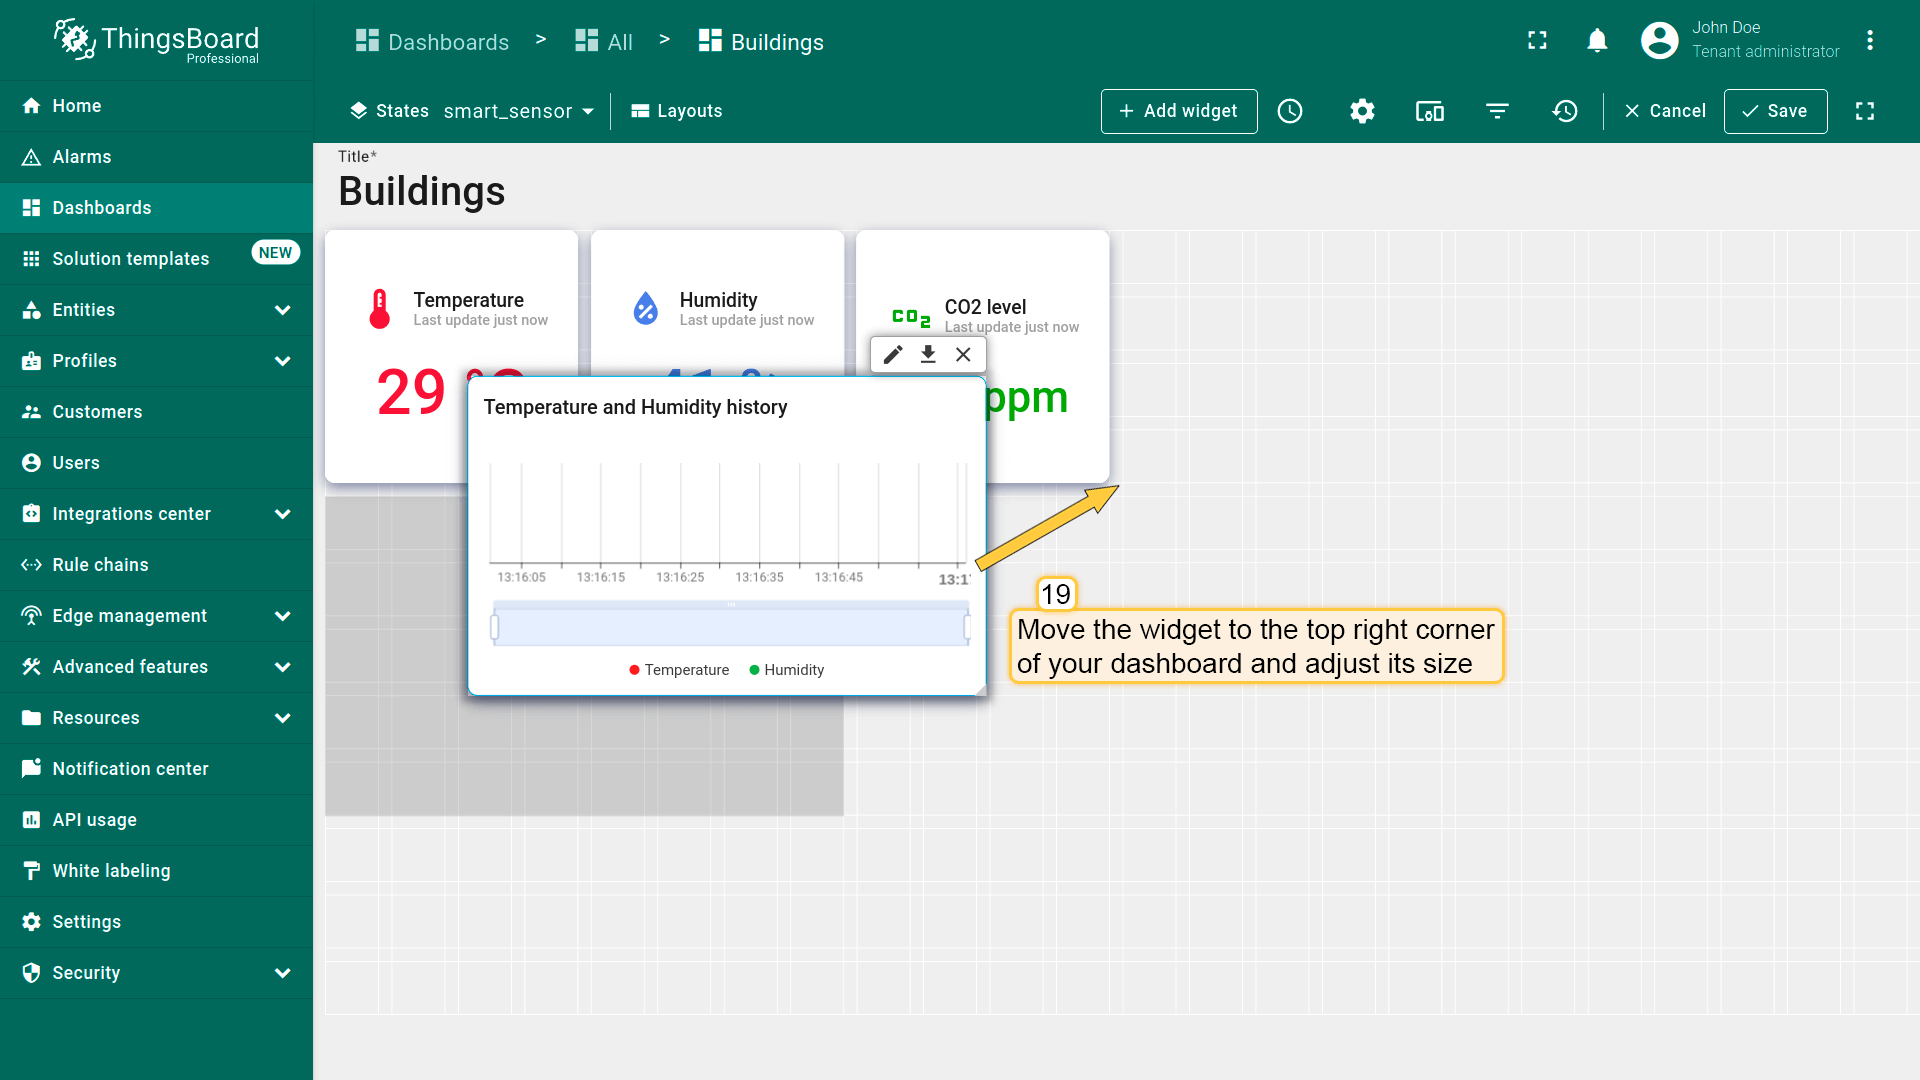 ThingsBoard
Professional
Dashboards > All > Buildings
John Doe
Tenant administrator
States smart_sensor Layouts
+ Add widget
Cancel
Save
Home
Alarms
Dashboards
Solution templates NEW
Entities
Profiles
Customers
Users
Integrations center
Rule chains
Edge management
Advanced features
Resources
Notification center
API usage
White labeling
Settings
Security
Title*
Buildings
Temperature
Last update just now
29
Humidity
Last update just now
CO2
CO2 level
Last update just now
ppm
Temperature and Humidity history
13:16:05 13:16:15 13:16:25 13:16:35 13:16:45
Temperature Humidity
19
Move the widget to the top right corner
of your dashboard and adjust its size